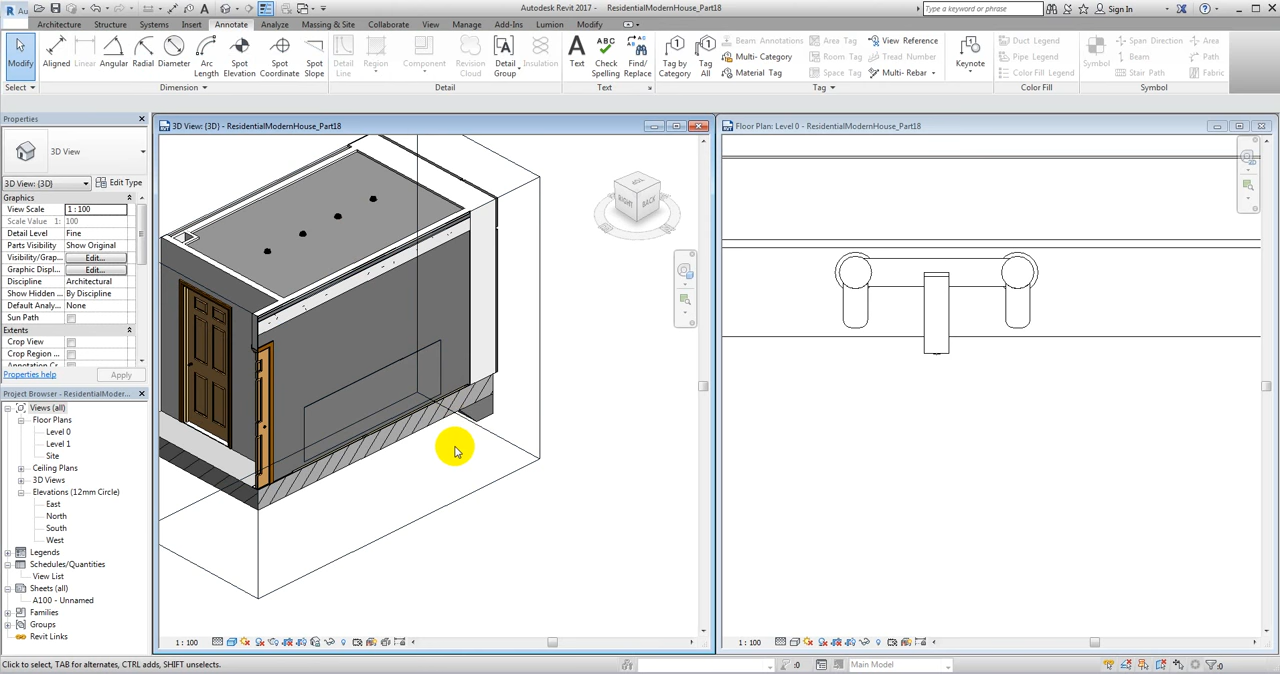 Autodesk Revit 2017 - ResidentialModernHouse_Part18
Type a keyword or phrase
Sign In
Architecture Structure Systems Insert Annotate Analyze Massing & Site Collaborate View Manage Add-Ins Lumion Modify
Modify Aligned Linear Angular Radial Diameter Arc Length Spot Elevation Spot Coordinate Spot Slope
Detail Line Region Component Revision Cloud Detail Group Insulation
Text Check Spelling Find/ Replace
Tag by Category Tag All
Beam Annotations Area Tag View Reference
Multi- Category Room Tag Tread Number
Material Tag Space Tag Multi-Rebar
Keynote
Duct Legend
Pipe Legend
Color Fill Legend
Symbol
Span Direction Area
Beam Path
Stair Path Fabric
Select Dimension Detail Text Tag Color Fill Symbol
Properties
3D View: {3D} - ResidentialModernHouse_Part18
Floor Plan: Level 0 - ResidentialModernHouse_Part18
3D View
3D View: {3D} Edit Type
Graphics
View Scale 1 : 100
Scale Value 1: 100
Detail Level Fine
Parts Visibility Show Original
Visibility/Grap... Edit...
Graphic Displ... Edit...
Discipline Architectural
Show Hidden ... By Discipline
Default Analy... None
Sun Path
Extents
Crop View
Crop Region ...
Annotation Cr...
Properties help Apply
RIGHT BACK
Project Browser - ResidentialModer...
Views (all)
Floor Plans
Level 0
Level 1
Site
Ceiling Plans
3D Views
Elevations (12mm Circle)
East
North
South
West
Legends
Schedules/Quantities
View List
Sheets (all)
A100 - Unnamed
Families
Groups
Revit Links
1 : 100
1 : 100
Click to select, TAB for alternates, CTRL adds, SHIFT unselects.
:0
Main Model
:0